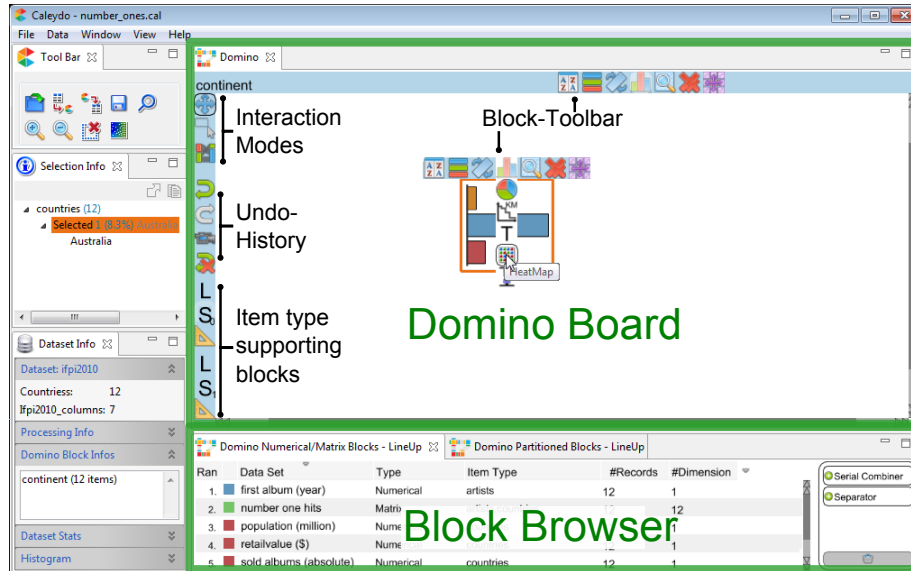 Caleydo - number_ones.cal
File Data Window View Help
Tool Bar
Domino
continent
Interaction
Modes
Block-Toolbar
Selection Info
countries (12)
Selected 1 (8.3%) Australia
Australia
KM
T
HeatMap
Undo-
History
L
S0
Item type
supporting
blocks
L
S1
Domino Board
Dataset Info
Dataset: ifpi2010
Countriess: 12
Ifpi2010_columns: 7
Processing Info
Domino Block Infos
continent (12 items)
Dataset Stats
Histogram
Domino Numerical/Matrix Blocks - LineUp
Domino Partitioned Blocks - LineUp
Ran Data Set Type Item Type #Records #Dimension
1. first album (year) Numerical artists 12 1
2. number one hits Matrix 12
3. population (million) 1
4. retailvalue ($) 1
5. sold albums (absolute) Numerical countries 12 1
Block Browser
Serial Combiner
Separator